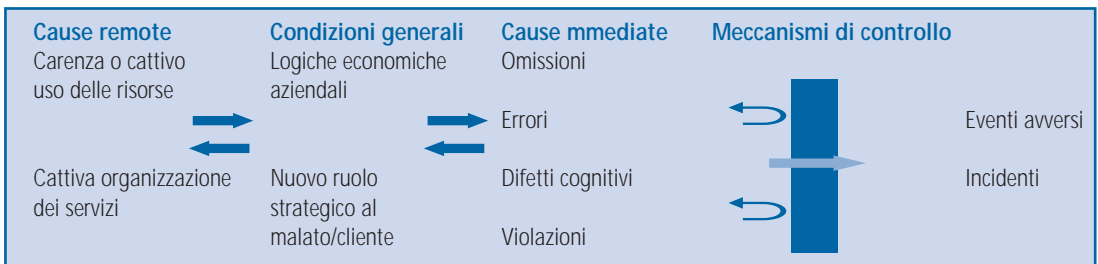 Cause remote
Carenza o cattivo
uso delle risorse
Cattiva organizzazione
dei servizi
Condizioni generali
Logiche economiche
aziendali
Nuovo ruolo
strategico al
malato/cliente
Cause mmediate
Omissioni
Errori
Difetti cognitivi
Violazioni
Meccanismi di controllo
Eventi avversi
Incidenti